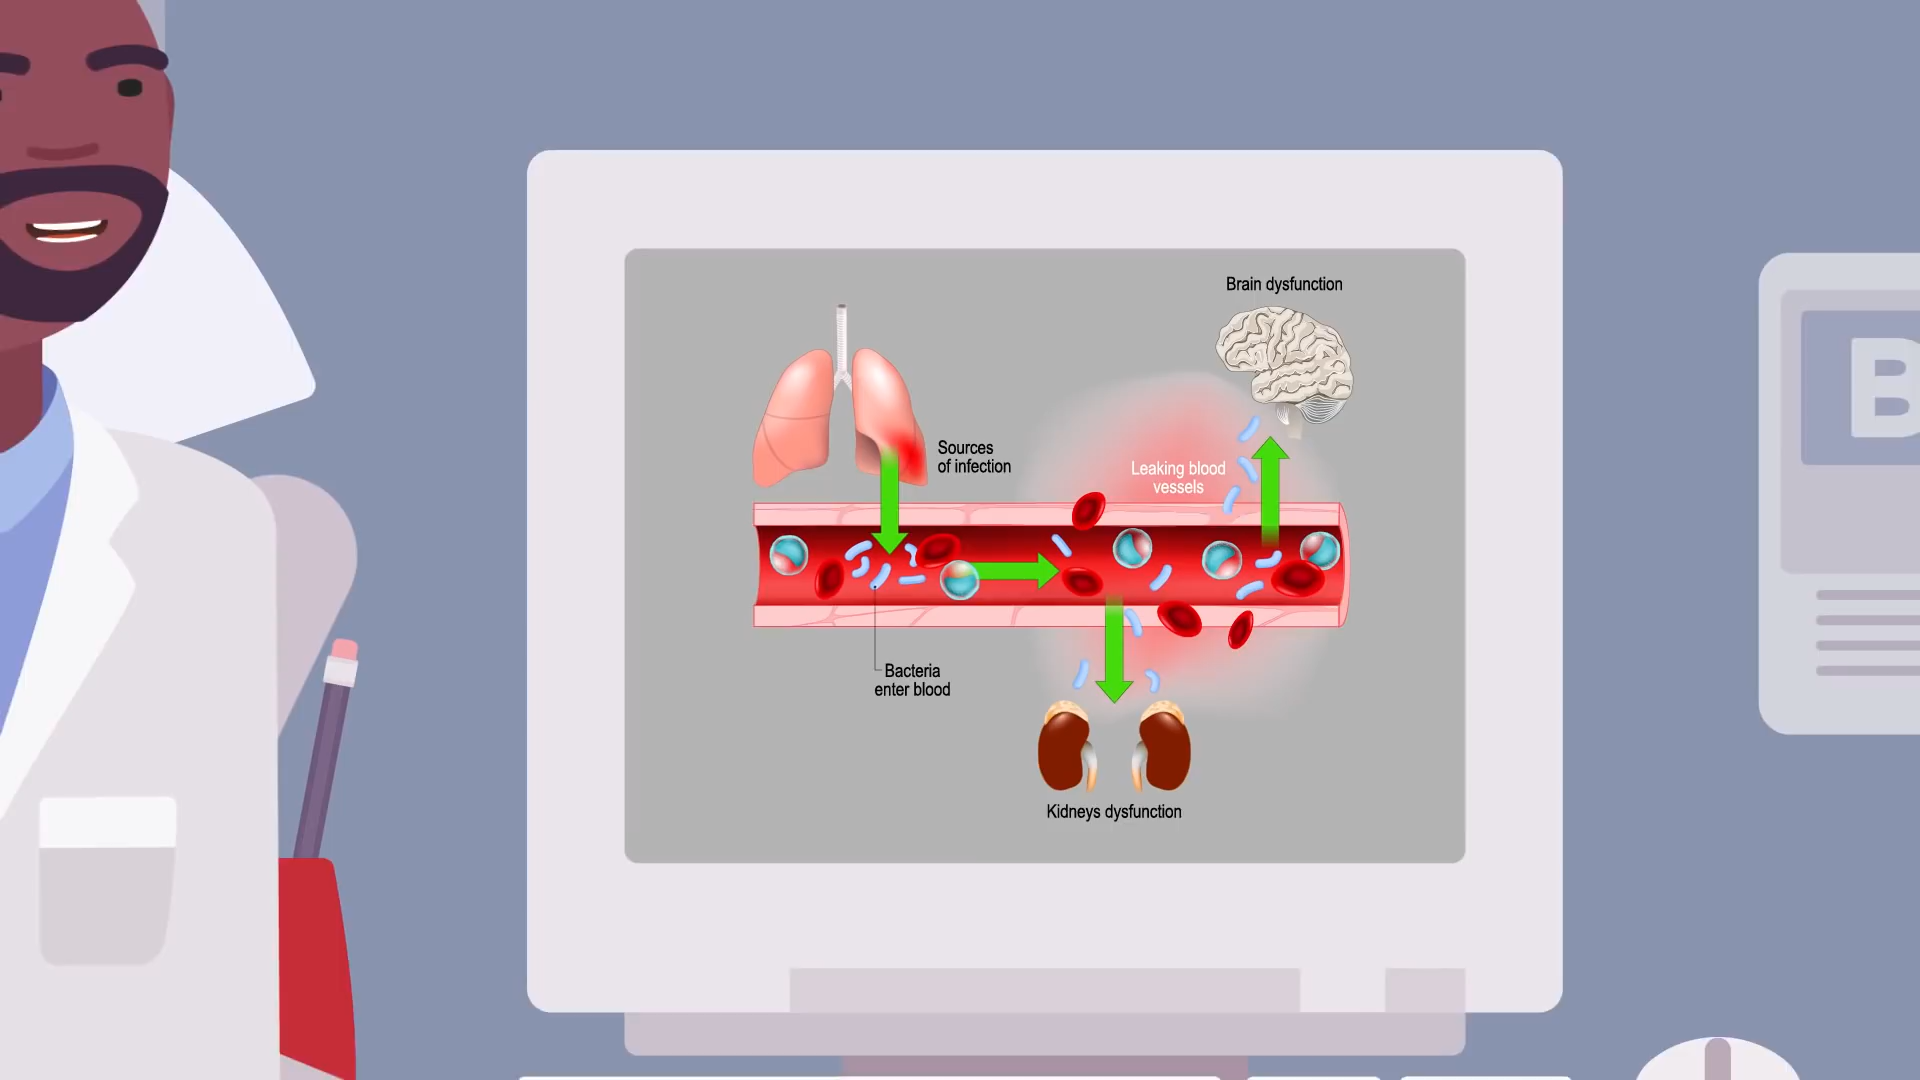 Brain dysfunction
Sources
of infection
Leaking blood
vessels
Bacteria
enter blood
Kidneys dysfunction
B